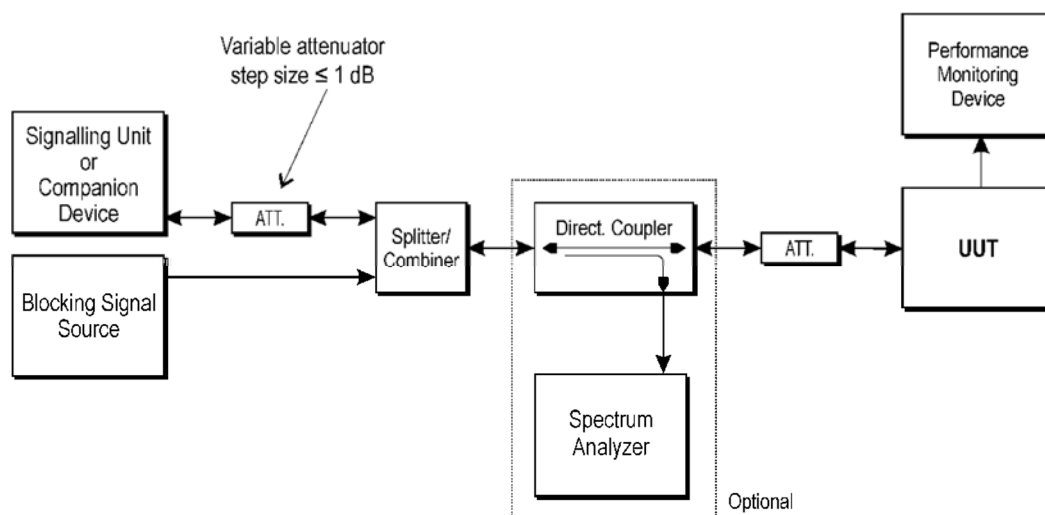 Variable attenuator
step size ≤ 1 dB
Performance
Monitoring
Device
Signalling Unit
or
Companion
Device
ATT.
Splitter/
Combiner
Direct. Coupler
ATT.
UUT
Blocking Signal
Source
Spectrum
Analyzer
Optional